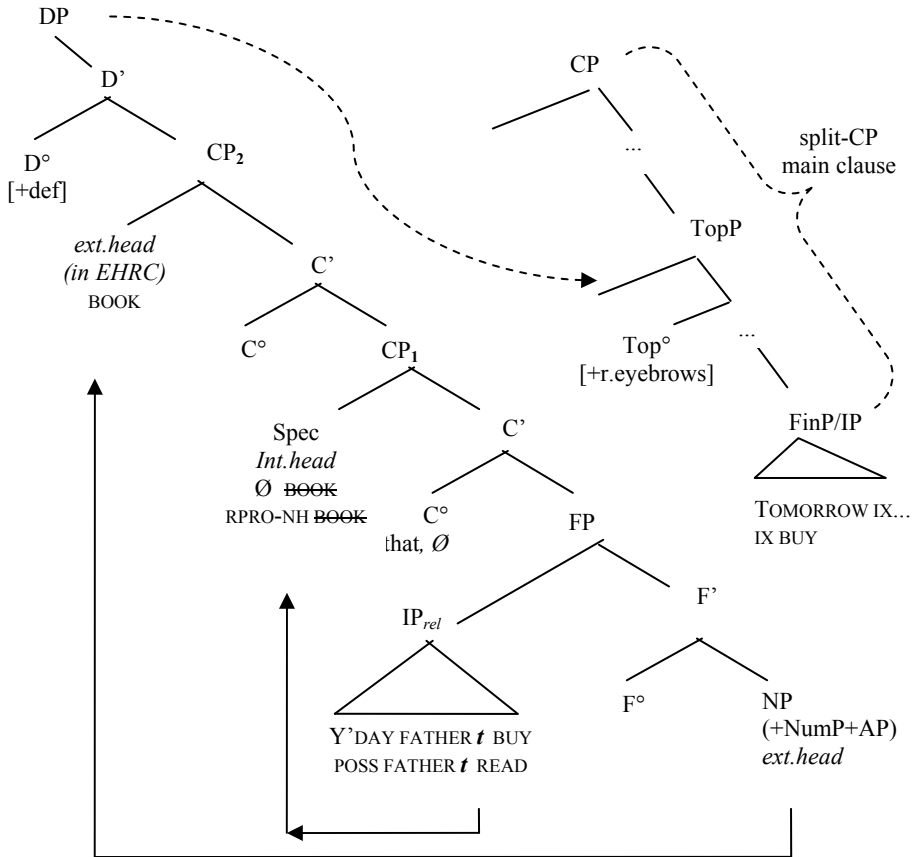 DP
CP
D’
split-CP
main clause
...
D°
[+def]
CP2
TopP
ext.head
(in EHRC)
BOOK
C’
C°
CP1
Top°
[+r.eyebrows]
...
Spec
Int.head
Ø BOOK
RPRO-NH BOOK
C’
FinP/IP
C°
that, Ø
FP
TOMORROW IX...
IX BUY
IPrel
F’
F°
NP
(+NumP+AP)
ext.head
Y’DAY FATHER t BUY
POSS FATHER t READ